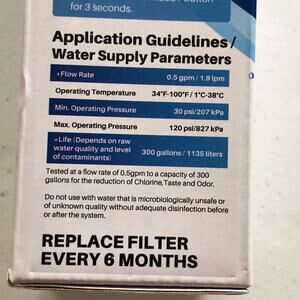 for 3 seconds.
Application Guidelines /
Water Supply Parameters
• Flow Rate 0.5 gpm / 1.9 lpm
Operating Temperature 34°F-100°F / 1°C-38°C
Min. Operating Pressure 30 psi/207 kPa
Max. Operating Pressure 120 psi/827 kPa
• Life (Depends on raw
water quality and level
of contaminants) 300 gallons / 1135 liters
Tested at a flow rate of 0.5gpm to a capacity of 300
gallons for the reduction of Chlorine, Taste and Odor.
Do not use with water that is microbiologically unsafe or
of unknown quality without adequate disinfection before
or after the system.
REPLACE FILTER
EVERY 6 MONTHS